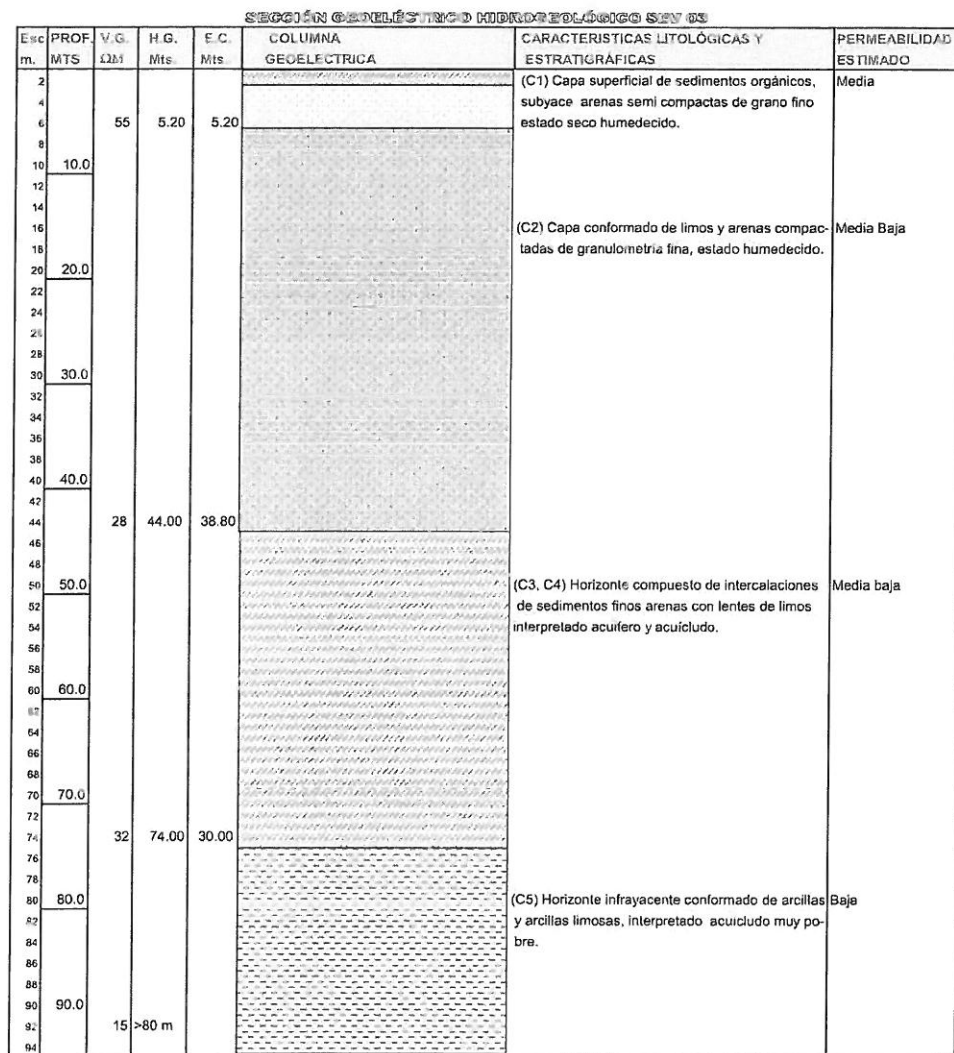 SECCIÓN GEOELÉCTRICO HIDROGEOLÓGICO SEV 03
Esc PROF. V.G. H.G. E.C. COLUMNA CARACTERISTICAS LITOLÓGICAS Y PERMEABILIDAD
m. MTS ΩM Mts. Mts. GEOELECTRICA ESTRATIGRÁFICAS ESTIMADO
2 (C1) Capa superficial de sedimentos orgánicos, Media
4 subyace arenas semi compactas de grano fino
6 55 5.20 5.20 estado seco humedecido.
8
10 10.0
12
14
16 (C2) Capa conformado de limos y arenas compac- Media Baja
18 tadas de granulometria fina, estado humedecido.
20 20.0
22
24
26
28
30 30.0
32
34
36
38
40 40.0
42
44 28 44.00 38.80
46
48
50 50.0 (C3, C4) Horizonte compuesto de intercalaciones Media baja
52 de sedimentos finos arenas con lentes de limos
54 interpretado acuifero y acuícludo.
56
58
60 60.0
62
64
66
68
70 70.0
72
74 32 74.00 30.00
76
78
80 80.0 (C5) Horizonte infrayacente conformado de arcillas Baja
82 y arcillas limosas, interpretado acuicludo muy po-
84 bre.
86
88
90 90.0
92 15 >80 m
94